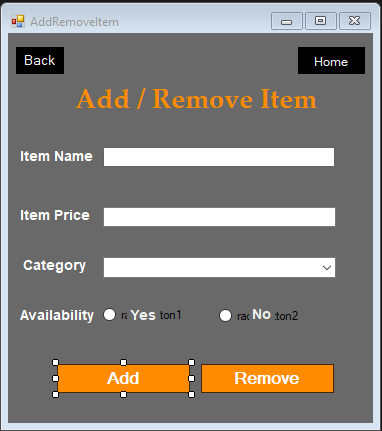 AddRemoveItem
Back
Home
Add / Remove Item
Item Name
Item Price
Category
Availability Yes ton1 No ton2
Add
Remove